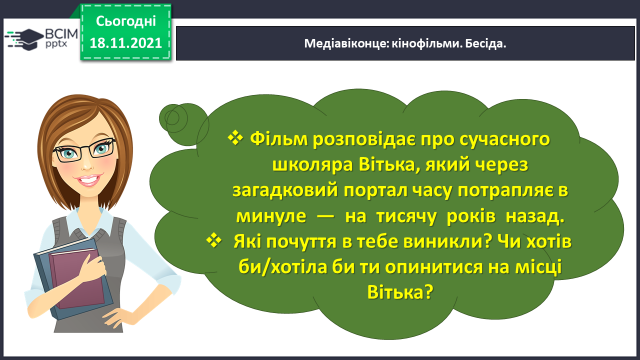 Сьогодні
18.11.2021
BCIM
pptx
Медіавіконце: кінофільми. Бесіда.
❖ Фільм розповідає про сучасного
школяра Вітька, який через
загадковий портал часу потрапляє в
минуле — на тисячу років назад.
❖ Які почуття в тебе виникли? Чи хотів
би/хотіла би ти опинитися на місці
Вітька?